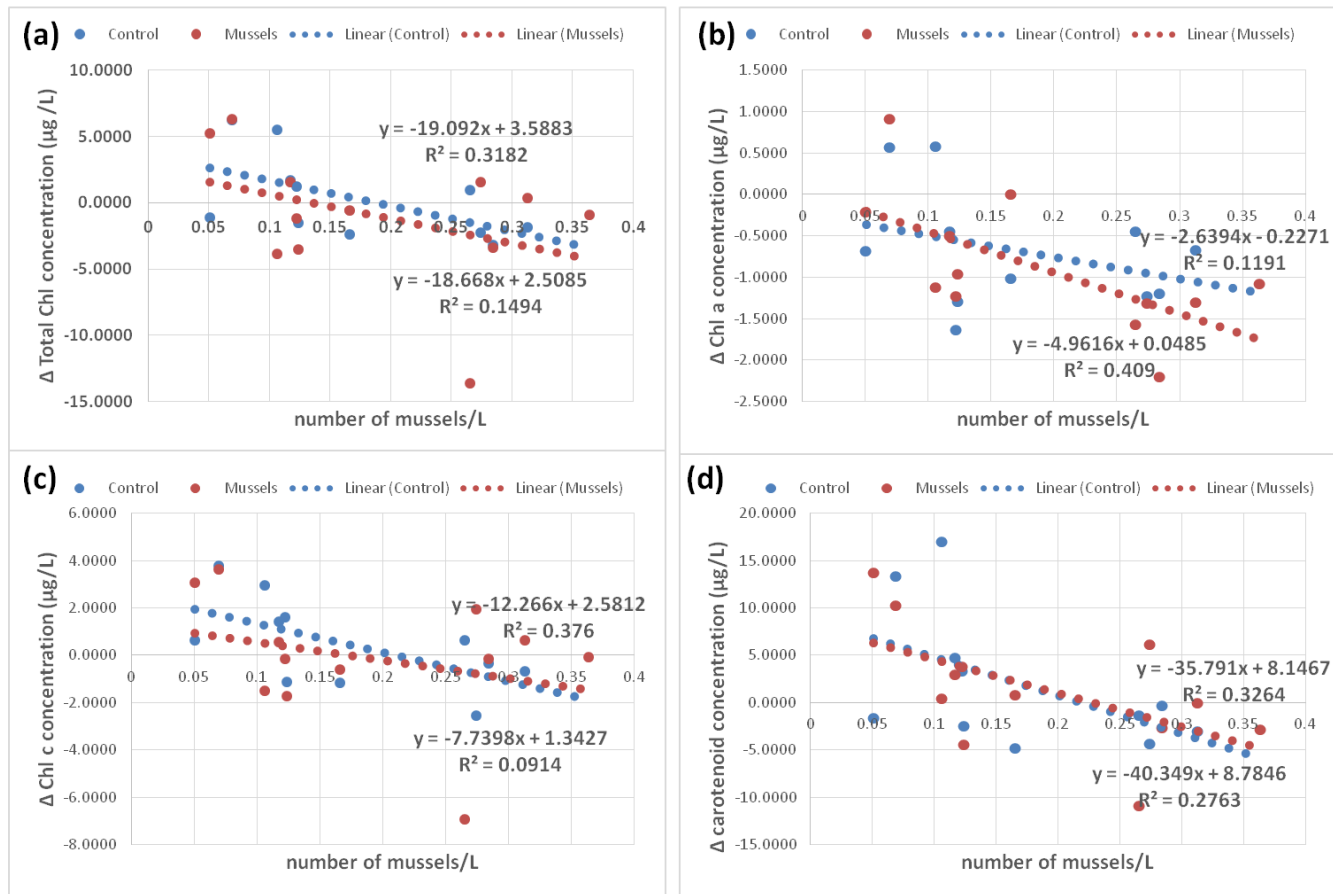 (a)
Control Mussels Linear (Control) Linear (Mussels)
10.0000
5.0000
0.0000
-5.0000
-10.0000
-15.0000
Δ Total Chl concentration (µg /L)
y = -19.092x + 3.5883
R² = 0.3182
0 0.05 0.1 0.15 0.2 0.25 0.3 0.35 0.4
y = -18.668x + 2.5085
R² = 0.1494
number of mussels/L
(b)
Control Mussels Linear (Control) Linear (Mussels)
1.5000
1.0000
0.5000
0.0000
-0.5000
-1.0000
-1.5000
-2.0000
-2.5000
Δ Chl a concentration (µg/L)
0 0.05 0.1 0.15 0.2 0.25 0.3 0.35 0.4
y = -2.6394x - 0.2271
R² = 0.1191
y = -4.9616x + 0.0485
R² = 0.409
number of mussels/L
(c)
Control Mussels Linear (Control) Linear (Mussels)
6.0000
4.0000
2.0000
0.0000
-2.0000
-4.0000
-6.0000
-8.0000
Δ Chl c concentration (µg/L)
y = -12.266x + 2.5812
R² = 0.376
0 0.05 0.1 0.15 0.2 0.25 0.3 0.35 0.4
y = -7.7398x + 1.3427
R² = 0.0914
number of mussels/L
(d)
Control Mussels Linear (Control) Linear (Mussels)
20.0000
15.0000
10.0000
5.0000
0.0000
-5.0000
-10.0000
-15.0000
Δ carotenoid concentration (µg/L)
y = -35.791x + 8.1467
R² = 0.3264
0 0.05 0.1 0.15 0.2 0.25 0.3 0.35 0.4
y = -40.349x + 8.7846
R² = 0.2763
number of mussels/L